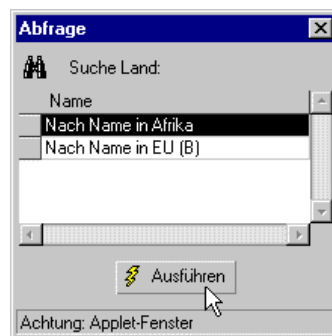 Abfrage
Suche Land:
Name
Nach Name in Afrika
Nach Name in EU (B)
Ausführen
Achtung: Applet-Fenster